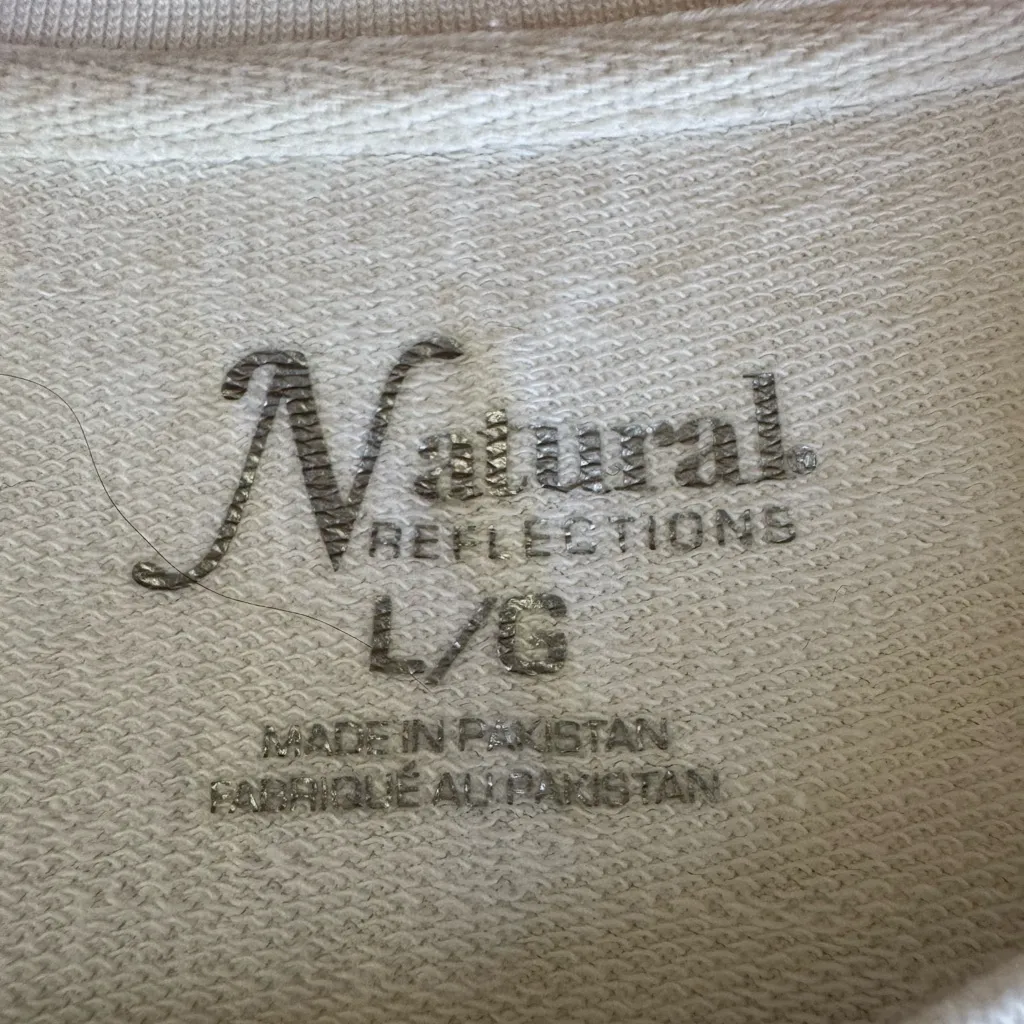 Natural®
REFLECTIONS
L/G
MADE IN PAKISTAN
FABRIQUÉ AU PAKISTAN